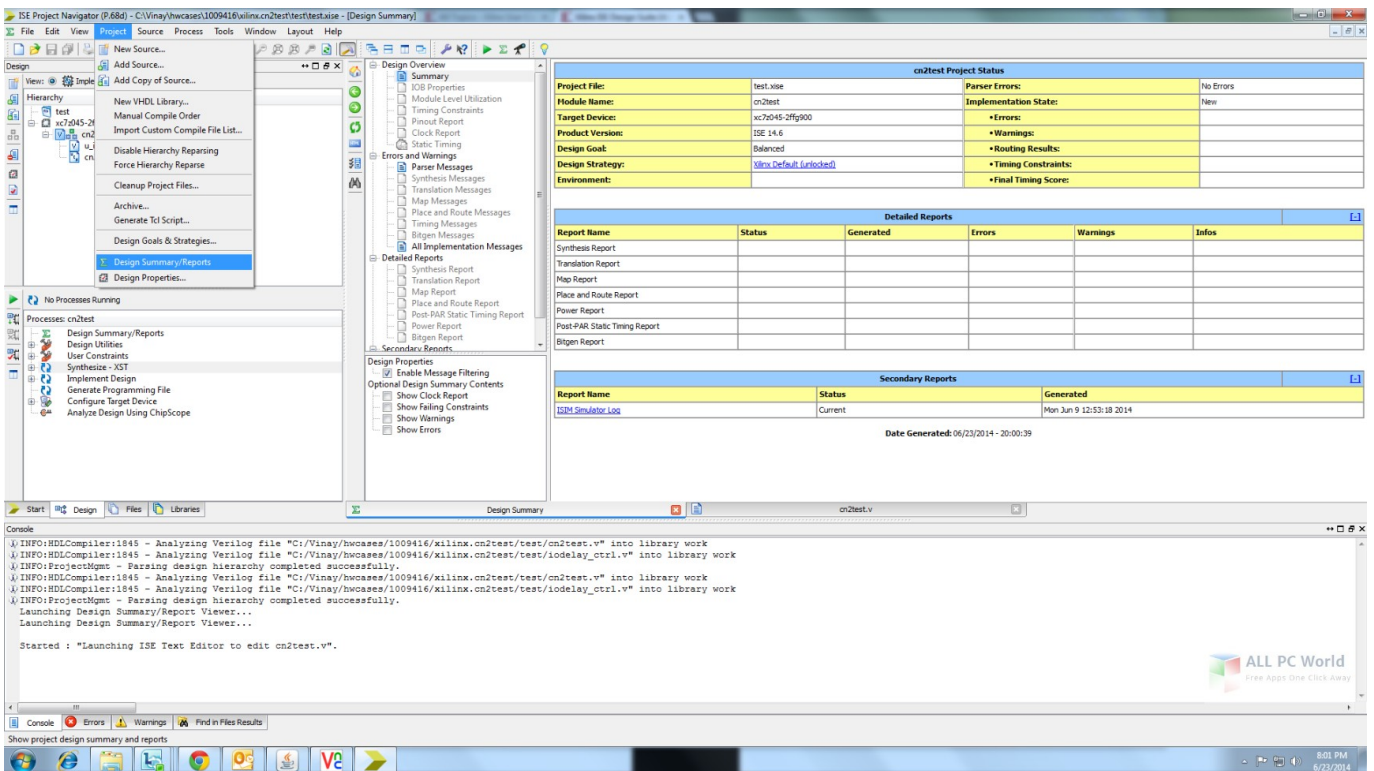 ISE Project Navigator (P.68d) - C:\Vinay\hwcases\1009416\xilinx.cn2test\test\test.xise - [Design Summary]
File Edit View Project Source Process Tools Window Layout Help
New Source...
Add Source...
Add Copy of Source...
New VHDL Library...
Manual Compile Order
Import Custom Compile File List...
Disable Hierarchy Reparsing
Force Hierarchy Reparse
Cleanup Project Files...
Archive...
Generate Tcl Script...
Design Goals & Strategies...
Design Summary/Reports
Design Properties...
Design
View: Imple
Hierarchy
test
xc7z045-2f
cn2
u_i
cn
No Processes Running
Processes: cn2test
Design Summary/Reports
Design Utilities
User Constraints
Synthesize - XST
Implement Design
Generate Programming File
Configure Target Device
Analyze Design Using ChipScope
Start Design Files Libraries
Design Overview
Summary
IOB Properties
Module Level Utilization
Timing Constraints
Pinout Report
Clock Report
Static Timing
Errors and Warnings
Parser Messages
Synthesis Messages
Translation Messages
Map Messages
Place and Route Messages
Timing Messages
Bitgen Messages
All Implementation Messages
Detailed Reports
Synthesis Report
Translation Report
Map Report
Place and Route Report
Post-PAR Static Timing Report
Power Report
Bitgen Report
Secondary Reports
Design Properties
Enable Message Filtering
Optional Design Summary Contents
Show Clock Report
Show Failing Constraints
Show Warnings
Show Errors
cn2test Project Status
Project File: test.xise Parser Errors: No Errors
Module Name: cn2test Implementation State: New
Target Device: xc7z045-2ffg900 •Errors:
Product Version: ISE 14.6 •Warnings:
Design Goal: Balanced •Routing Results:
Design Strategy: Xilinx Default (unlocked) •Timing Constraints:
Environment: •Final Timing Score:
Detailed Reports [-]
Report Name Status Generated Errors Warnings Infos
Synthesis Report
Translation Report
Map Report
Place and Route Report
Power Report
Post-PAR Static Timing Report
Bitgen Report
Secondary Reports [-]
Report Name Status Generated
ISIM Simulator Log Current Mon Jun 9 12:53:18 2014
Date Generated: 06/23/2014 - 20:00:39
Design Summary cn2test.v
Console
INFO:HDLCompiler:1845 - Analyzing Verilog file "C:/Vinay/hwcases/1009416/xilinx.cn2test/test/cn2test.v" into library work
INFO:HDLCompiler:1845 - Analyzing Verilog file "C:/Vinay/hwcases/1009416/xilinx.cn2test/test/iodelay_ctrl.v" into library work
INFO:ProjectMgmt - Parsing design hierarchy completed successfully.
INFO:HDLCompiler:1845 - Analyzing Verilog file "C:/Vinay/hwcases/1009416/xilinx.cn2test/test/cn2test.v" into library work
INFO:HDLCompiler:1845 - Analyzing Verilog file "C:/Vinay/hwcases/1009416/xilinx.cn2test/test/iodelay_ctrl.v" into library work
INFO:ProjectMgmt - Parsing design hierarchy completed successfully.
Launching Design Summary/Report Viewer...
Launching Design Summary/Report Viewer...
Started : "Launching ISE Text Editor to edit cn2test.v".
ALL PC World
Free Apps One Click Away
Console Errors Warnings Find in Files Results
Show project design summary and reports
8:01 PM
6/23/2014